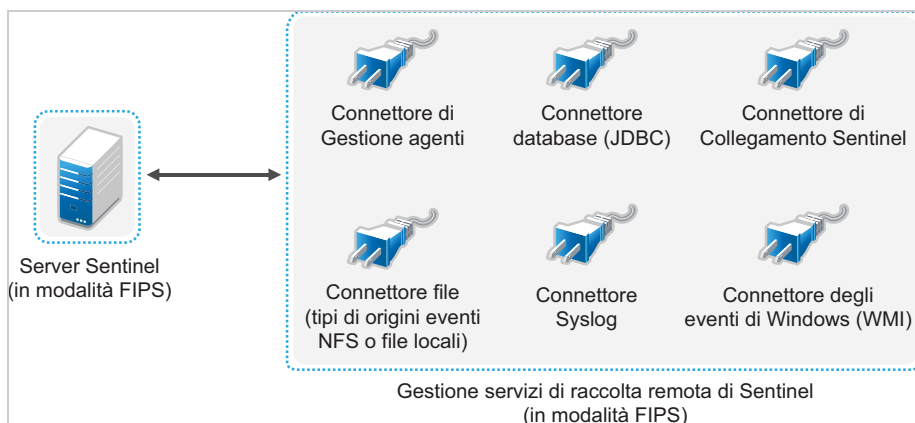 Connettore di
Gestione agenti
Connettore
database (JDBC)
Connettore di
Collegamento Sentinel
Server Sentinel
(in modalità FIPS)
Connettore file
(tipi di origini eventi
NFS o file locali)
Connettore
Syslog
Connettore degli
eventi di Windows (WMI)
Gestione servizi di raccolta remota di Sentinel
(in modalità FIPS)